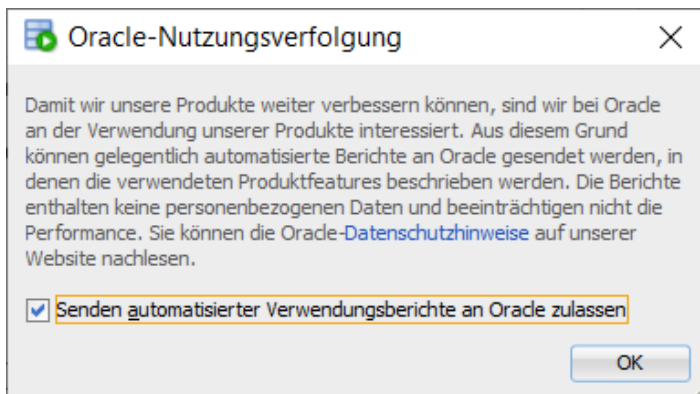 Oracle-Nutzungsverfolgung
Damit wir unsere Produkte weiter verbessern können, sind wir bei Oracle
an der Verwendung unserer Produkte interessiert. Aus diesem Grund
können gelegentlich automatisierte Berichte an Oracle gesendet werden, in
denen die verwendeten Produktfeatures beschrieben werden. Die Berichte
enthalten keine personenbezogenen Daten und beeinträchtigen nicht die
Performance. Sie können die Oracle-Datenschutzhinweise auf unserer
Website nachlesen.
Senden automatisierter Verwendungsberichte an Oracle zulassen
OK